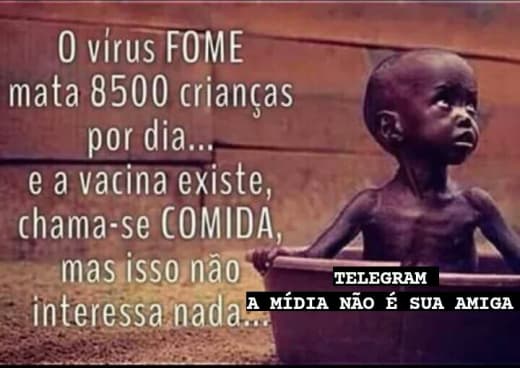 O vírus FOME
mata 8500 crianças
por dia...
e a vacina existe,
chama-se COMIDA,
mas isso não
interessa nada...
TELEGRAM
A MÍDIA NÃO É SUA AMIGA